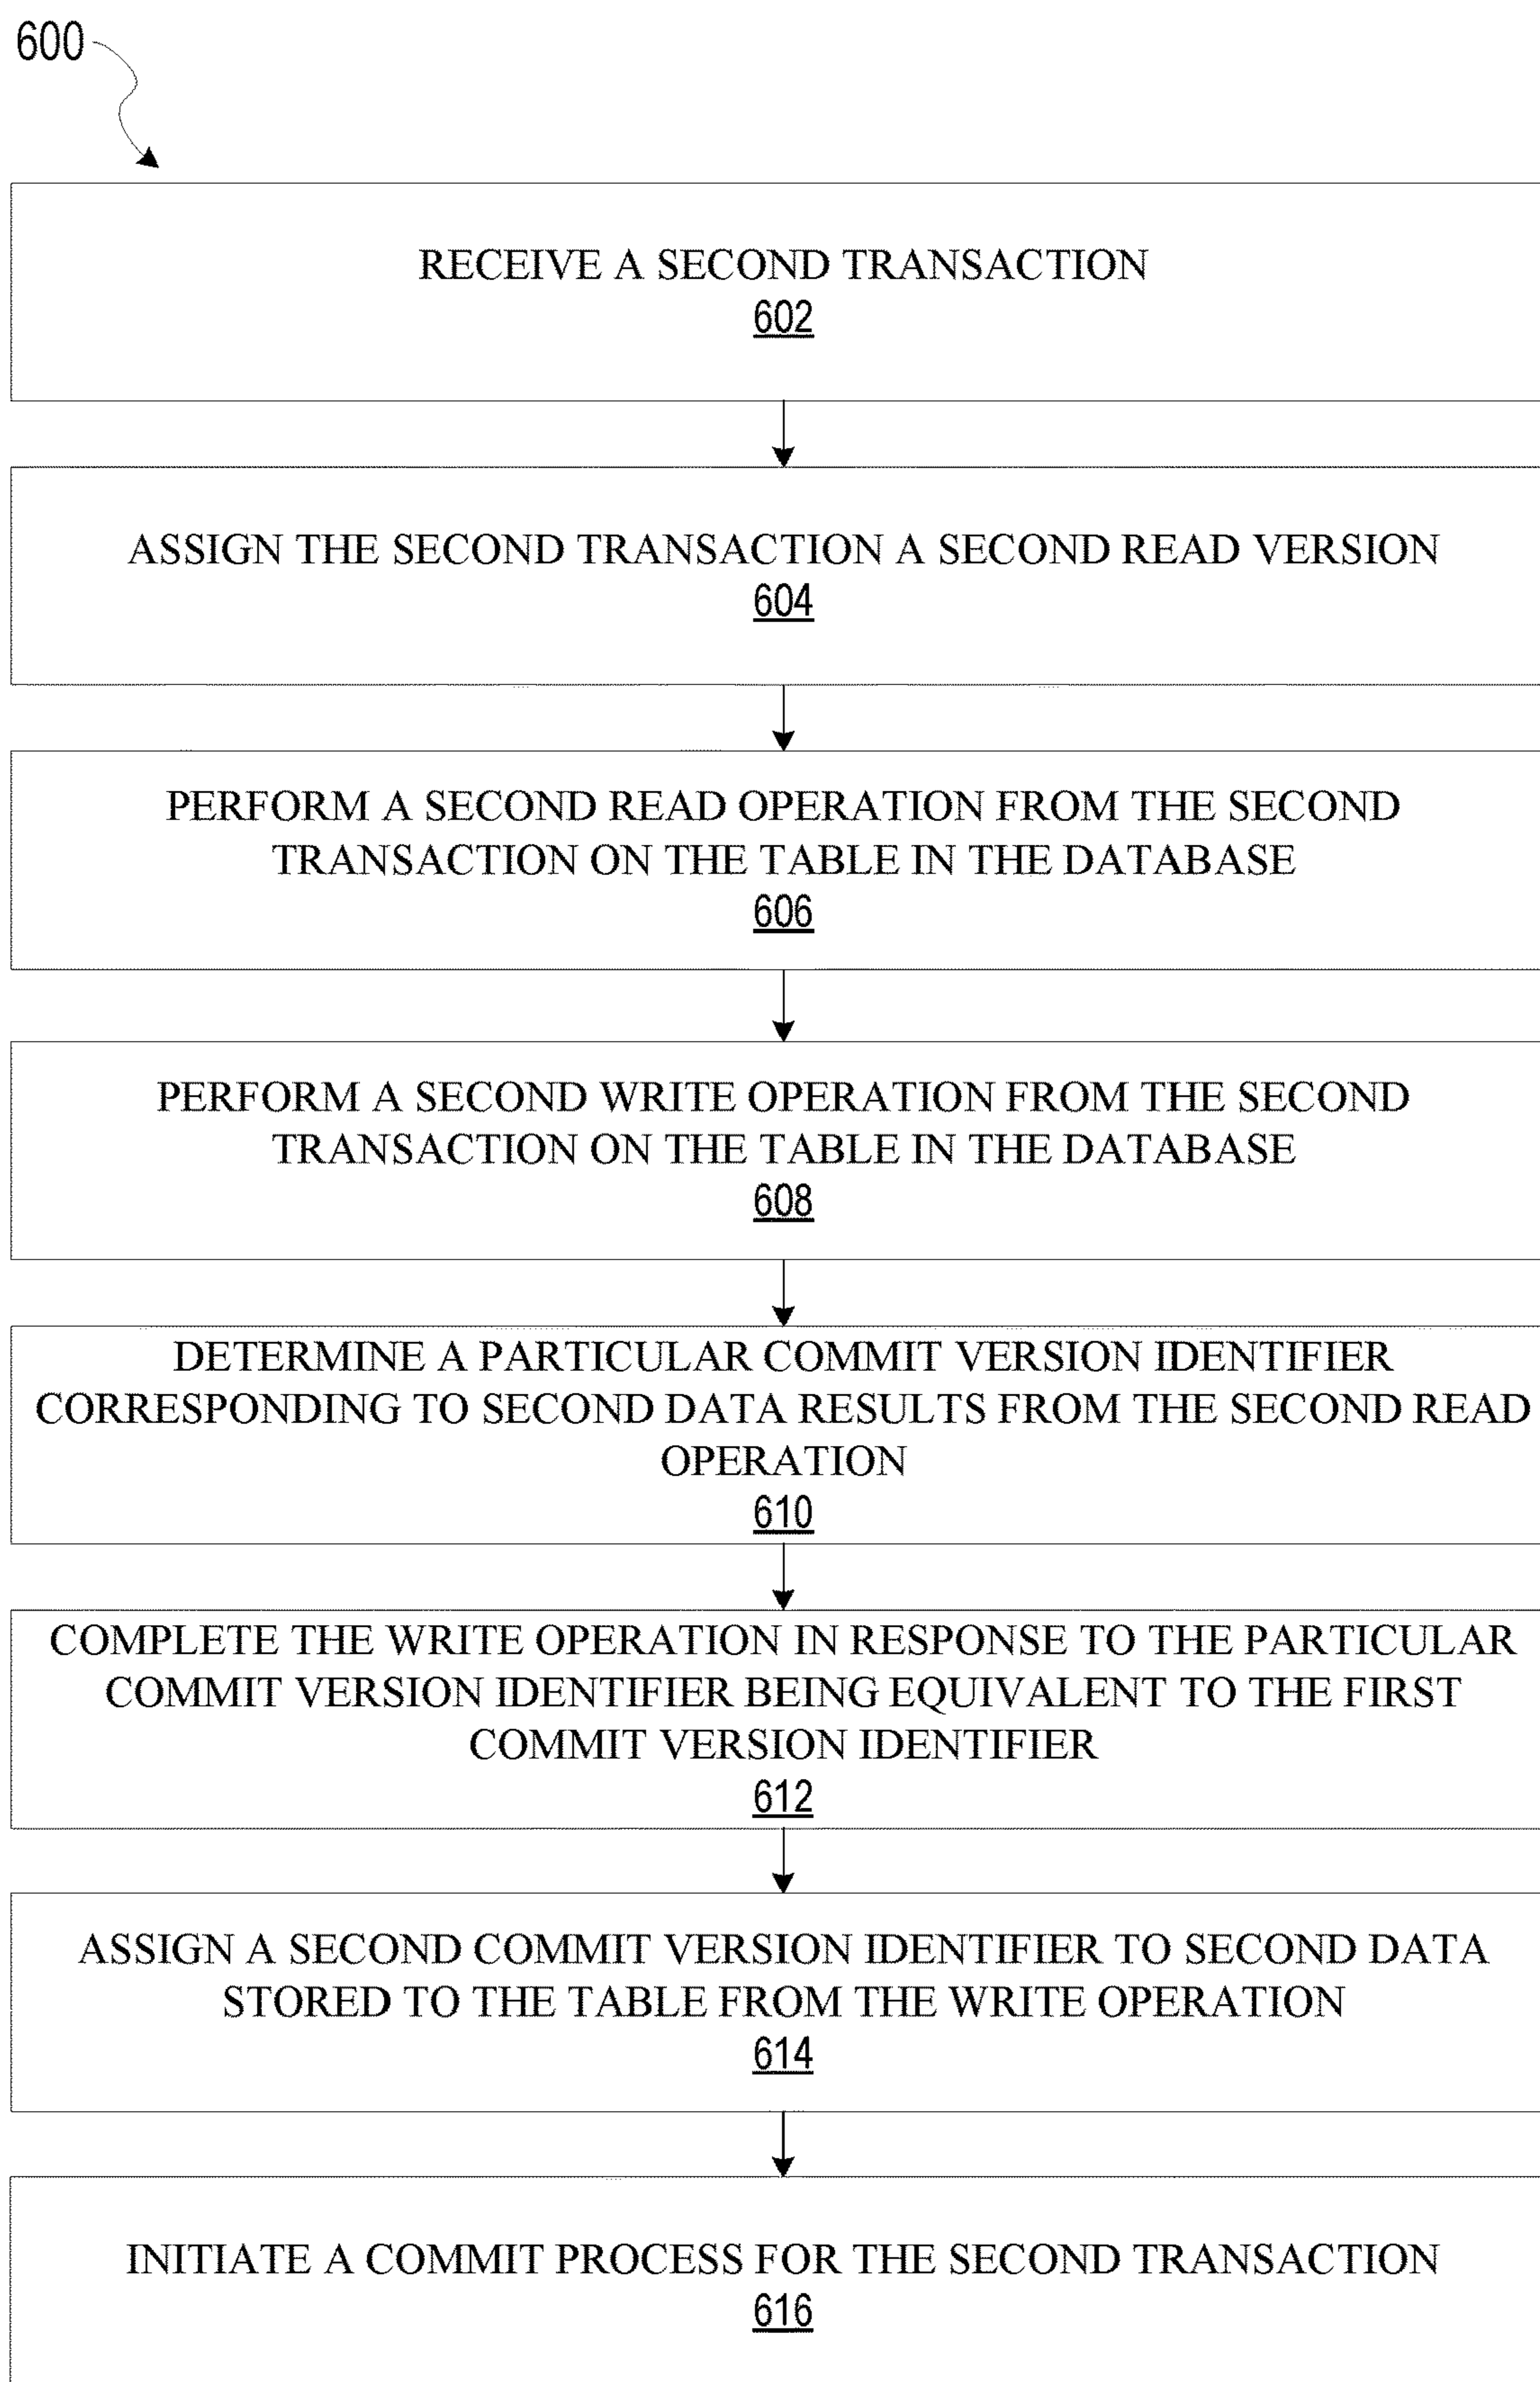 600
RECEIVE A SECOND TRANSACTION
602
ASSIGN THE SECOND TRANSACTION A SECOND READ VERSION
604
PERFORM A SECOND READ OPERATION FROM THE SECOND
TRANSACTION ON THE TABLE IN THE DATABASE
606
PERFORM A SECOND WRITE OPERATION FROM THE SECOND
TRANSACTION ON THE TABLE IN THE DATABASE
608
DETERMINE A PARTICULAR COMMIT VERSION IDENTIFIER
CORRESPONDING TO SECOND DATA RESULTS FROM THE SECOND READ
OPERATION
610
COMPLETE THE WRITE OPERATION IN RESPONSE TO THE PARTICULAR
COMMIT VERSION IDENTIFIER BEING EQUIVALENT TO THE FIRST
COMMIT VERSION IDENTIFIER
612
ASSIGN A SECOND COMMIT VERSION IDENTIFIER TO SECOND DATA
STORED TO THE TABLE FROM THE WRITE OPERATION
614
INITIATE A COMMIT PROCESS FOR THE SECOND TRANSACTION
616